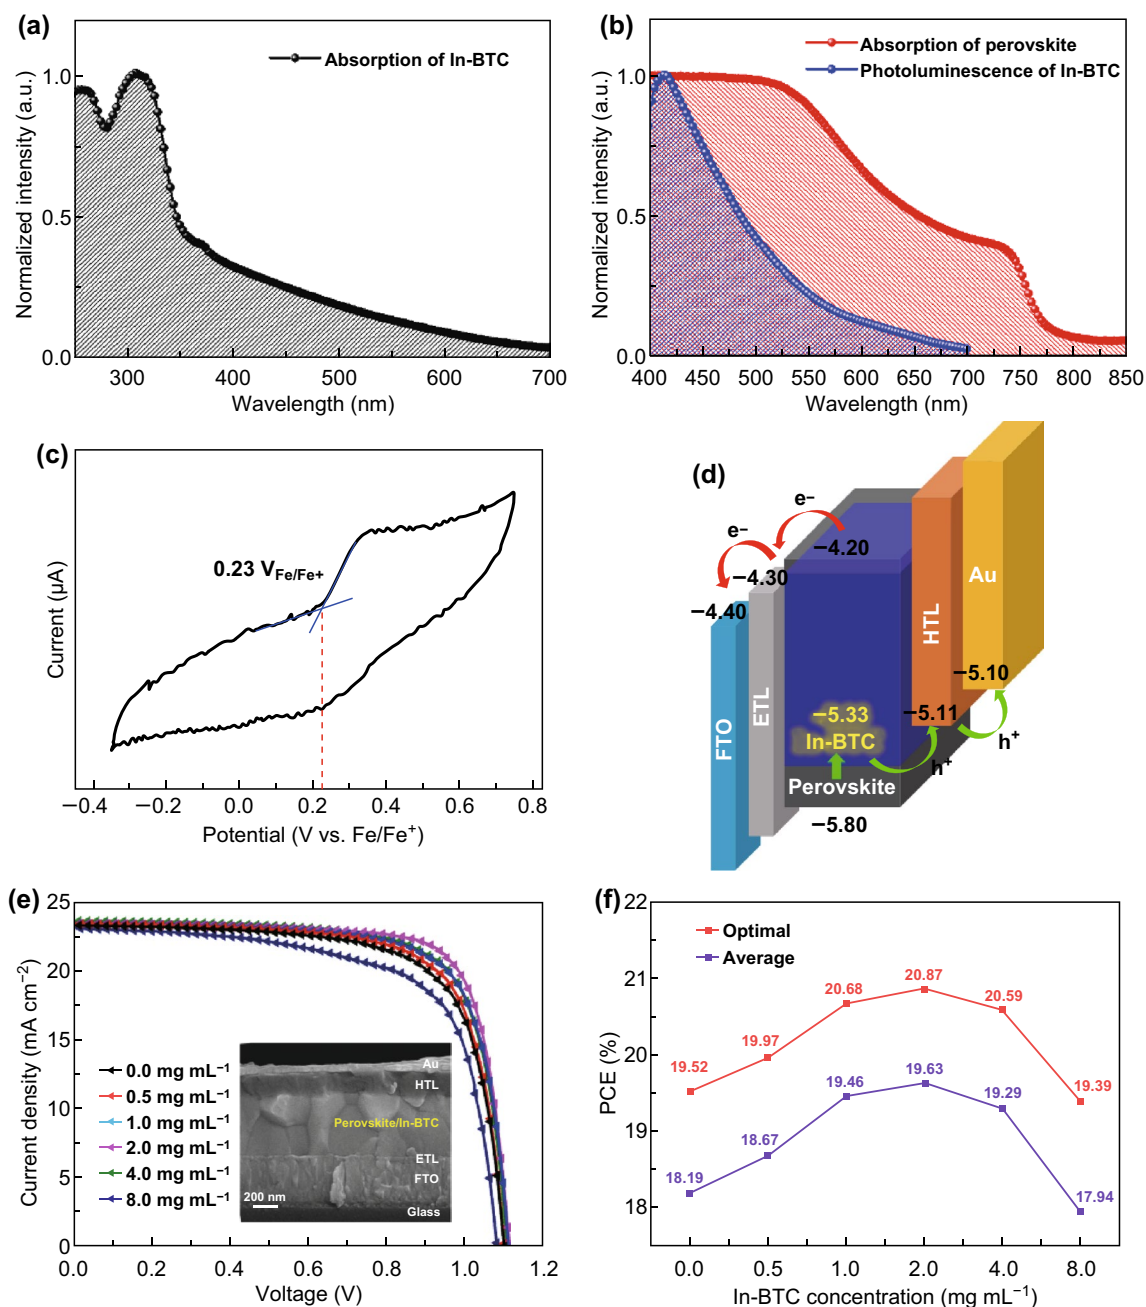 (a)
Absorption of In-BTC
Normalized intensity (a.u.)
1.0
0.5
0.0
300 400 500 600 700
Wavelength (nm)
(b)
Absorption of perovskite
Photoluminescence of In-BTC
Normalized intensity (a.u.)
1.0
0.5
0.0
400 450 500 550 600 650 700 750 800 850
Wavelength (nm)
(c)
0.23 V_Fe/Fe+
Current (μA)
−0.4 −0.2 0.0 0.2 0.4 0.6 0.8
Potential (V vs. Fe/Fe⁺)
(d)
e⁻
e⁻
−4.20
−4.30
−4.40
Au
HTL
ETL
FTO
−5.10
−5.11
−5.33
In-BTC
h⁺
h⁺
Perovskite
−5.80
(e)
Current density (mA cm⁻²)
25
20
15
10
5
0
0.0 mg mL⁻¹
0.5 mg mL⁻¹
1.0 mg mL⁻¹
2.0 mg mL⁻¹
4.0 mg mL⁻¹
8.0 mg mL⁻¹
Au
HTL
Perovskite/In-BTC
ETL
FTO
200 nm
Glass
0.0 0.2 0.4 0.6 0.8 1.0 1.2
Voltage (V)
(f)
Optimal
Average
PCE (%)
22
21
20
19
18
19.52 19.97 20.68 20.87 20.59 19.39
18.19 18.67 19.46 19.63 19.29 17.94
0.0 0.5 1.0 2.0 4.0 8.0
In-BTC concentration (mg mL⁻¹)